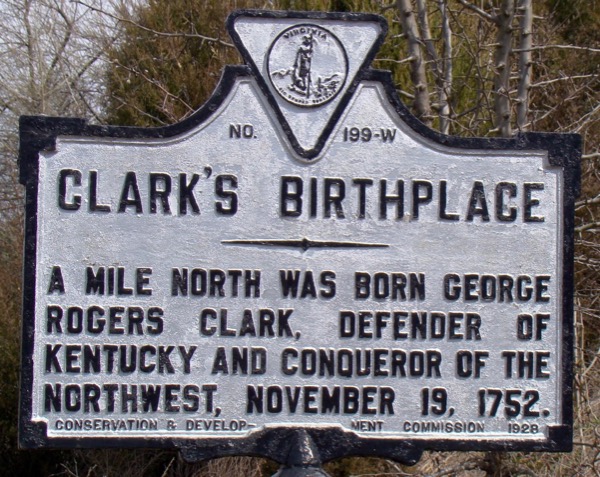 VIRGINIA
NO. 199-W
CLARK'S BIRTHPLACE
A MILE NORTH WAS BORN GEORGE
ROGERS CLARK, DEFENDER OF
KENTUCKY AND CONQUEROR OF THE
NORTHWEST, NOVEMBER 19, 1752.
CONSERVATION & DEVELOP- MENT COMMISSION 1928